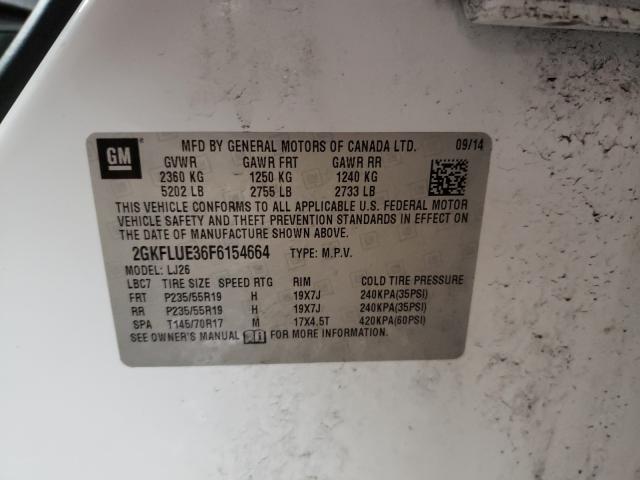 GM
MFD BY GENERAL MOTORS OF CANADA LTD. 09/14
GVWR GAWR FRT GAWR RR
2360 KG 1250 KG 1240 KG
5202 LB 2755 LB 2733 LB
THIS VEHICLE CONFORMS TO ALL APPLICABLE U.S. FEDERAL MOTOR
VEHICLE SAFETY AND THEFT PREVENTION STANDARDS IN EFFECT ON
THE DATE OF MANUFACTURE SHOWN ABOVE.
2GKFLUE36F6154664 TYPE: M.P.V.
MODEL: LJ26
LBC7 TIRE SIZE SPEED RTG RIM COLD TIRE PRESSURE
FRT P235/55R19 H 19X7J 240KPA(35PSI)
RR P235/55R19 H 19X7J 240KPA(35PSI)
SPA T145/70R17 M 17X4.5T 420KPA(60PSI)
SEE OWNER'S MANUAL FOR MORE INFORMATION.